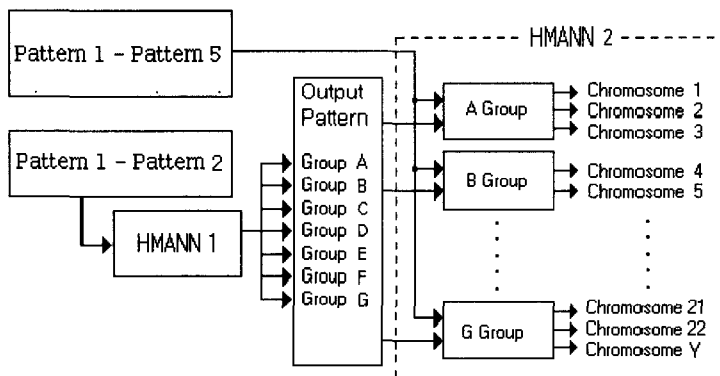 HMANN 2
Pattern 1 - Pattern 5
Output
Pattern
A Group
Chromosome 1
Chromosome 2
Chromosome 3
Pattern 1 - Pattern 2
Group A
Group B
Group C
Group D
Group E
Group F
Group G
B Group
Chromosome 4
Chromosome 5
HMANN 1
G Group
Chromosome 21
Chromosome 22
Chromosome Y